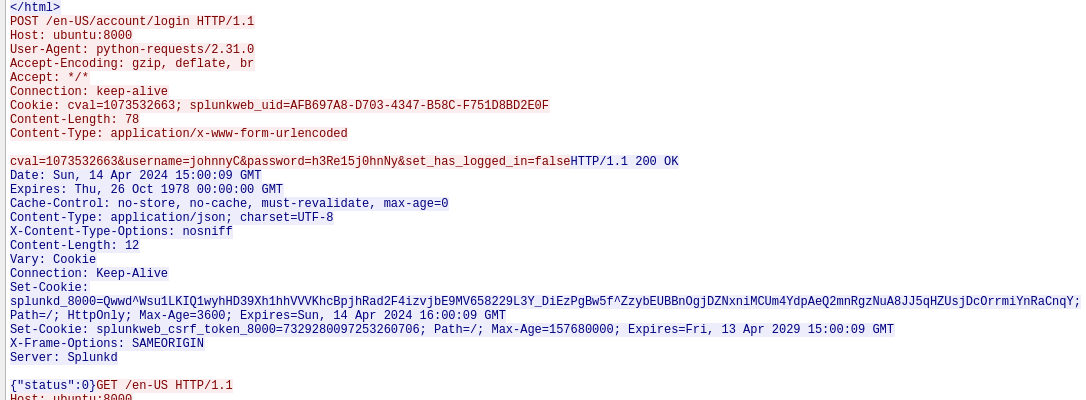 </html>
POST /en-US/account/login HTTP/1.1
Host: ubuntu:8000
User-Agent: python-requests/2.31.0
Accept-Encoding: gzip, deflate, br
Accept: */*
Connection: keep-alive
Cookie: cval=1073532663; splunkweb_uid=AFB697A8-D703-4347-B58C-F751D8BD2E0F
Content-Length: 78
Content-Type: application/x-www-form-urlencoded

cval=1073532663&username=johnnyC&password=h3Re15j0hnNy&set_has_logged_in=falseHTTP/1.1 200 OK
Date: Sun, 14 Apr 2024 15:00:09 GMT
Expires: Thu, 26 Oct 1978 00:00:00 GMT
Cache-Control: no-store, no-cache, must-revalidate, max-age=0
Content-Type: application/json; charset=UTF-8
X-Content-Type-Options: nosniff
Content-Length: 12
Vary: Cookie
Connection: Keep-Alive
Set-Cookie:
splunkd_8000=Qwwd^Wsu1LKIQ1wyhHD39Xh1hhVVVKhcBpjhRad2F4izvjbE9MV658229L3Y_DiEzPgBw5f^ZzybEUBBnOgjDZNxniMCUm4YdpAeQ2mnRgzNuA8JJ5qHZUsjDcOrrmiYnRaCnqY;
Path=/; HttpOnly; Max-Age=3600; Expires=Sun, 14 Apr 2024 16:00:09 GMT
Set-Cookie: splunkweb_csrf_token_8000=7329280097253260706; Path=/; Max-Age=157680000; Expires=Fri, 13 Apr 2029 15:00:09 GMT
X-Frame-Options: SAMEORIGIN
Server: Splunkd

{"status":0}GET /en-US HTTP/1.1
Host: ubuntu:8000